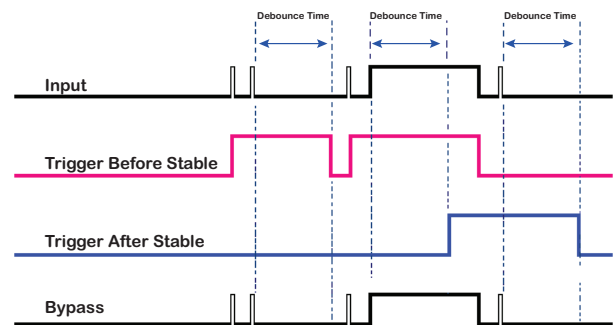 Debounce Time
Debounce Time
Debounce Time
Input
Trigger Before Stable
Trigger After Stable
Bypass